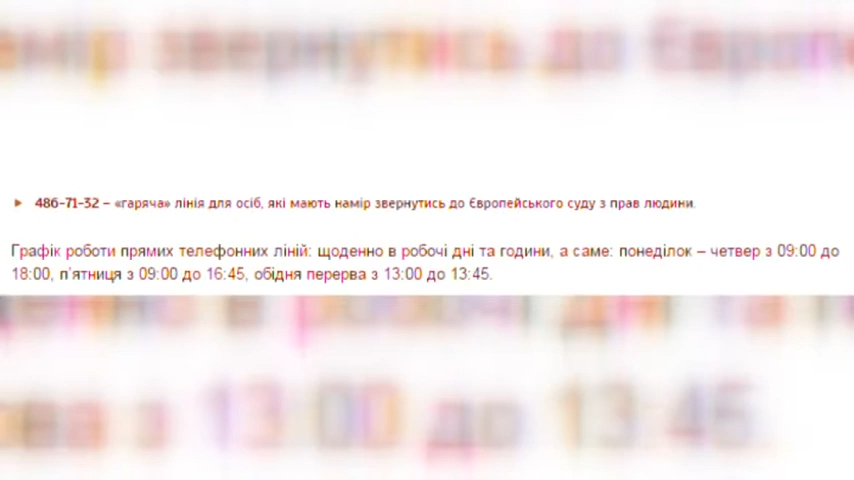 486-71-32 – «гаряча» лінія для осіб, які мають намір звернутись до Європейського суду з прав людини.
Графік роботи прямих телефонних ліній: щоденно в робочі дні та години, а саме: понеділок – четвер з 09:00 до
18:00, п'ятниця з 09:00 до 16:45, обідня перерва з 13:00 до 13:45.